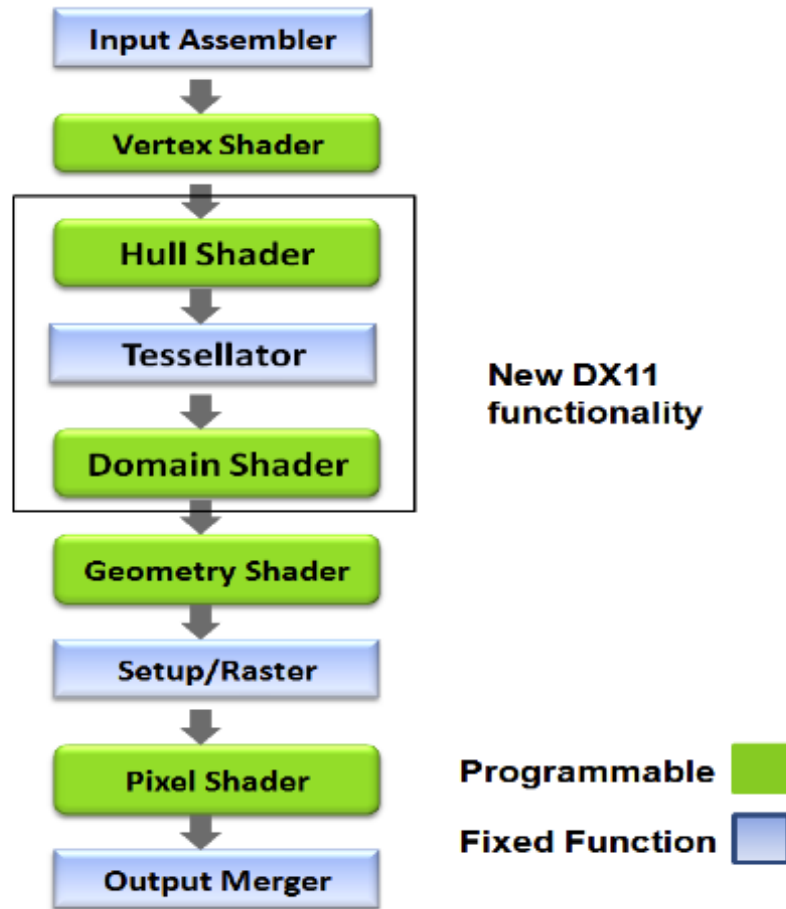 Input Assembler
Vertex Shader
Hull Shader
Tessellator
Domain Shader
New DX11
functionality
Geometry Shader
Setup/Raster
Pixel Shader
Output Merger
Programmable
Fixed Function